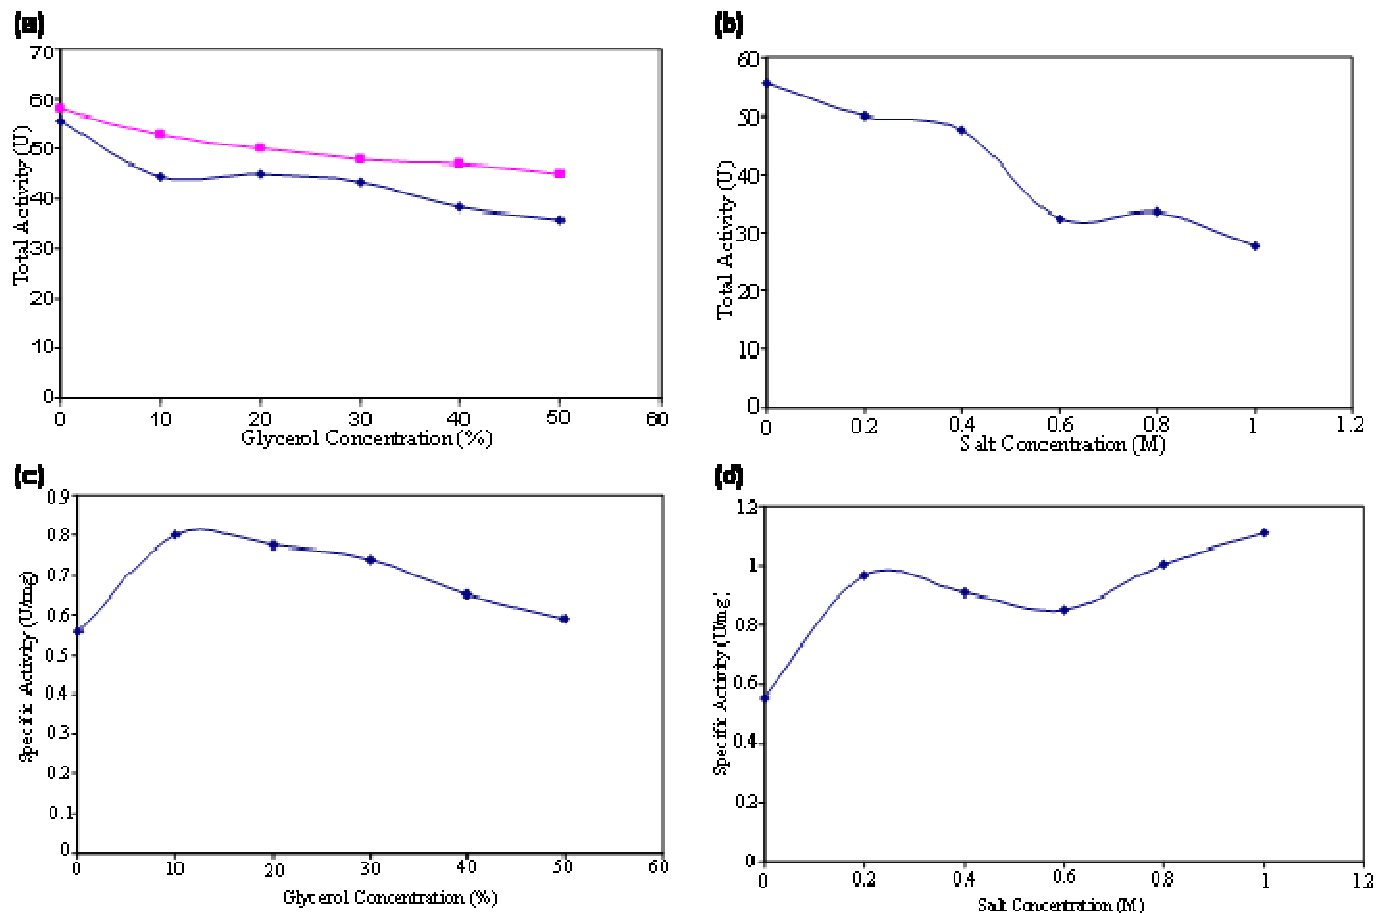 (a)
70
60
50
40
30
20
10
0
Total Activity (U)
0 10 20 30 40 50 60
Glycerol Concentration (%)
(b)
60
50
40
30
20
10
0
Total Activity (U)
0 0.2 0.4 0.6 0.8 1 1.2
Salt Concentration (M)
(c)
0.9
0.8
0.7
0.6
0.5
0.4
0.3
0.2
0.1
0
Specific Activity (U/mg)
0 10 20 30 40 50 60
Glycerol Concentration (%)
(d)
1.2
1
0.8
0.6
0.4
0.2
0
Specific Activity (U/mg)
0 0.2 0.4 0.6 0.8 1 1.2
Salt Concentration (M)